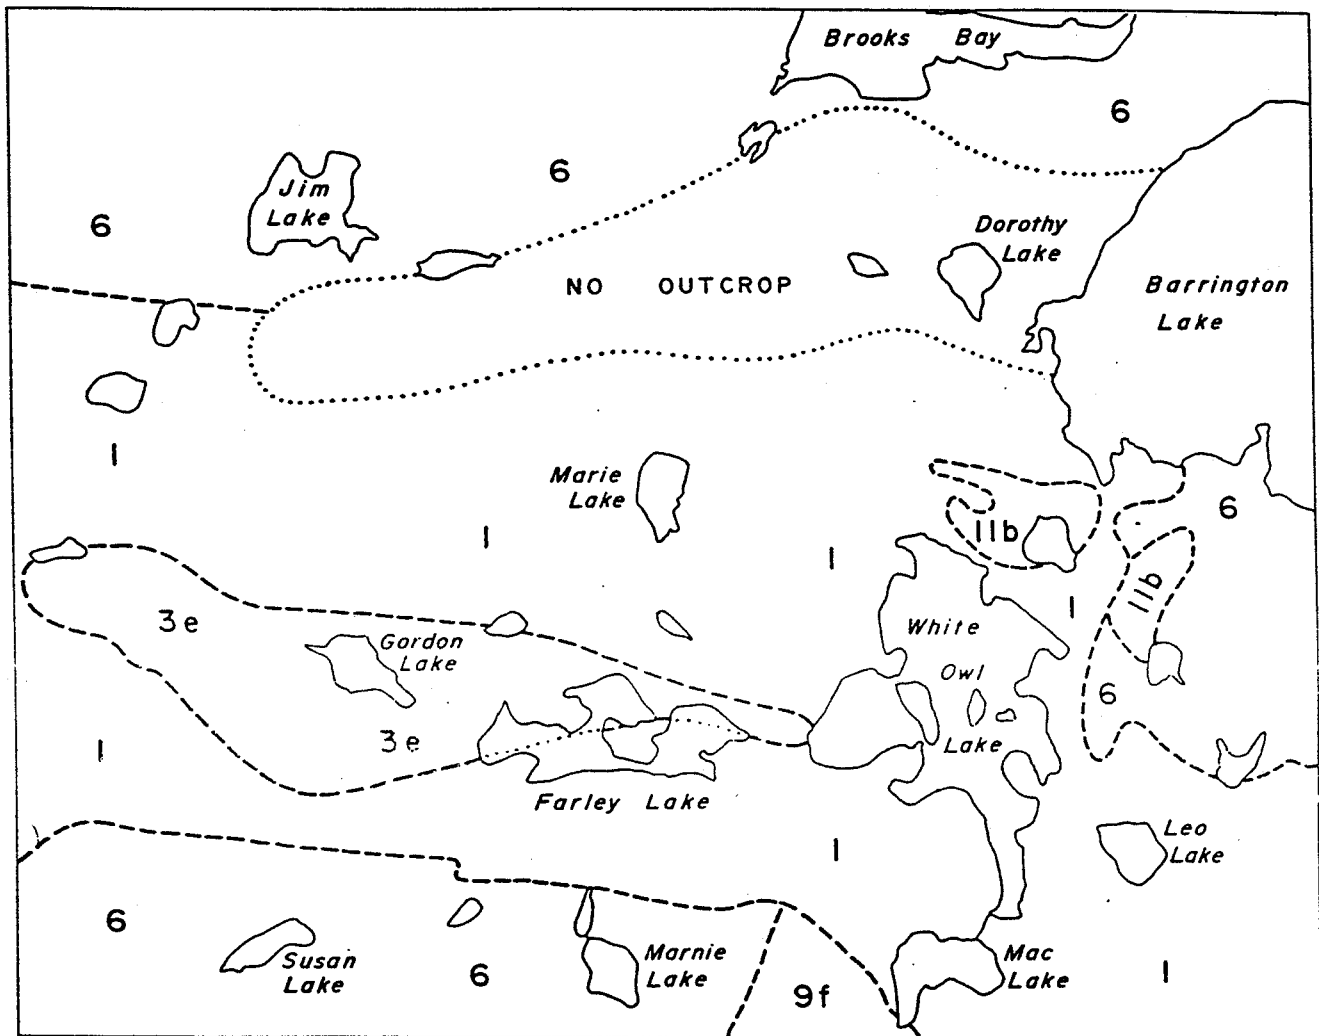 Brooks Bay
6
6
Jim
Lake
6
Dorothy
Lake
NO OUTCROP
Barrington
Lake
1
Marie
Lake
6
11b
1
1
11b
1
3e
White
Gordon
Lake
Owl
6
3e
1
Lake
Farley Lake
Leo
Lake
1
6
Marnie
Lake
Susan
Lake
6
Mac
Lake
1
9f